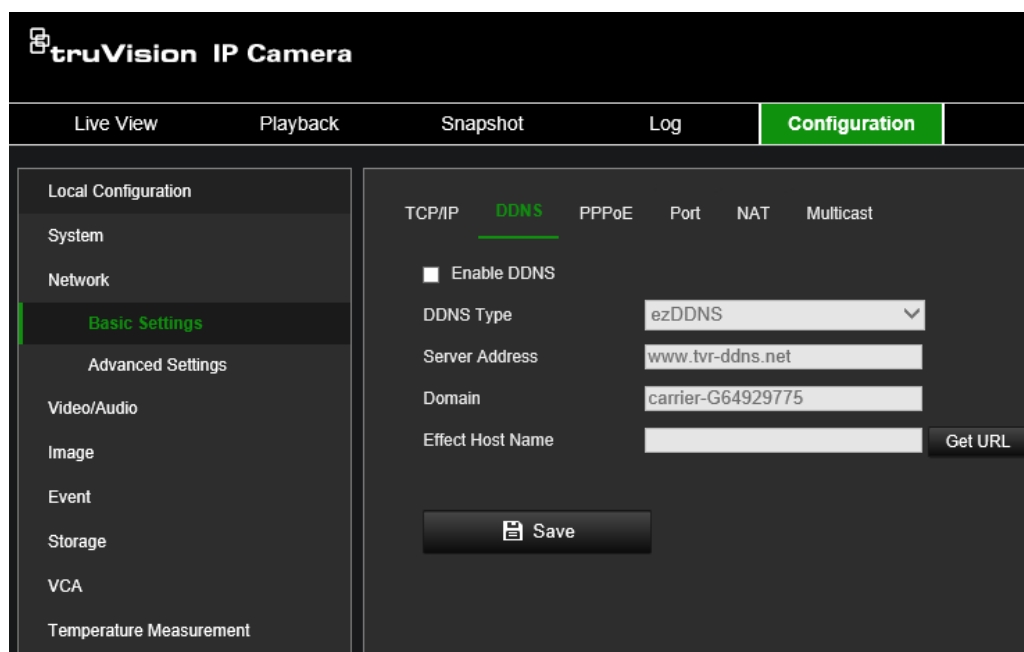 truVision IP Camera
Live View Playback Snapshot Log Configuration
Local Configuration
System
Network
Basic Settings
Advanced Settings
Video/Audio
Image
Event
Storage
VCA
Temperature Measurement
TCP/IP DDNS PPPoE Port NAT Multicast
Enable DDNS
DDNS Type ezDDNS
Server Address www.tvr-ddns.net
Domain carrier-G64929775
Effect Host Name Get URL
Save